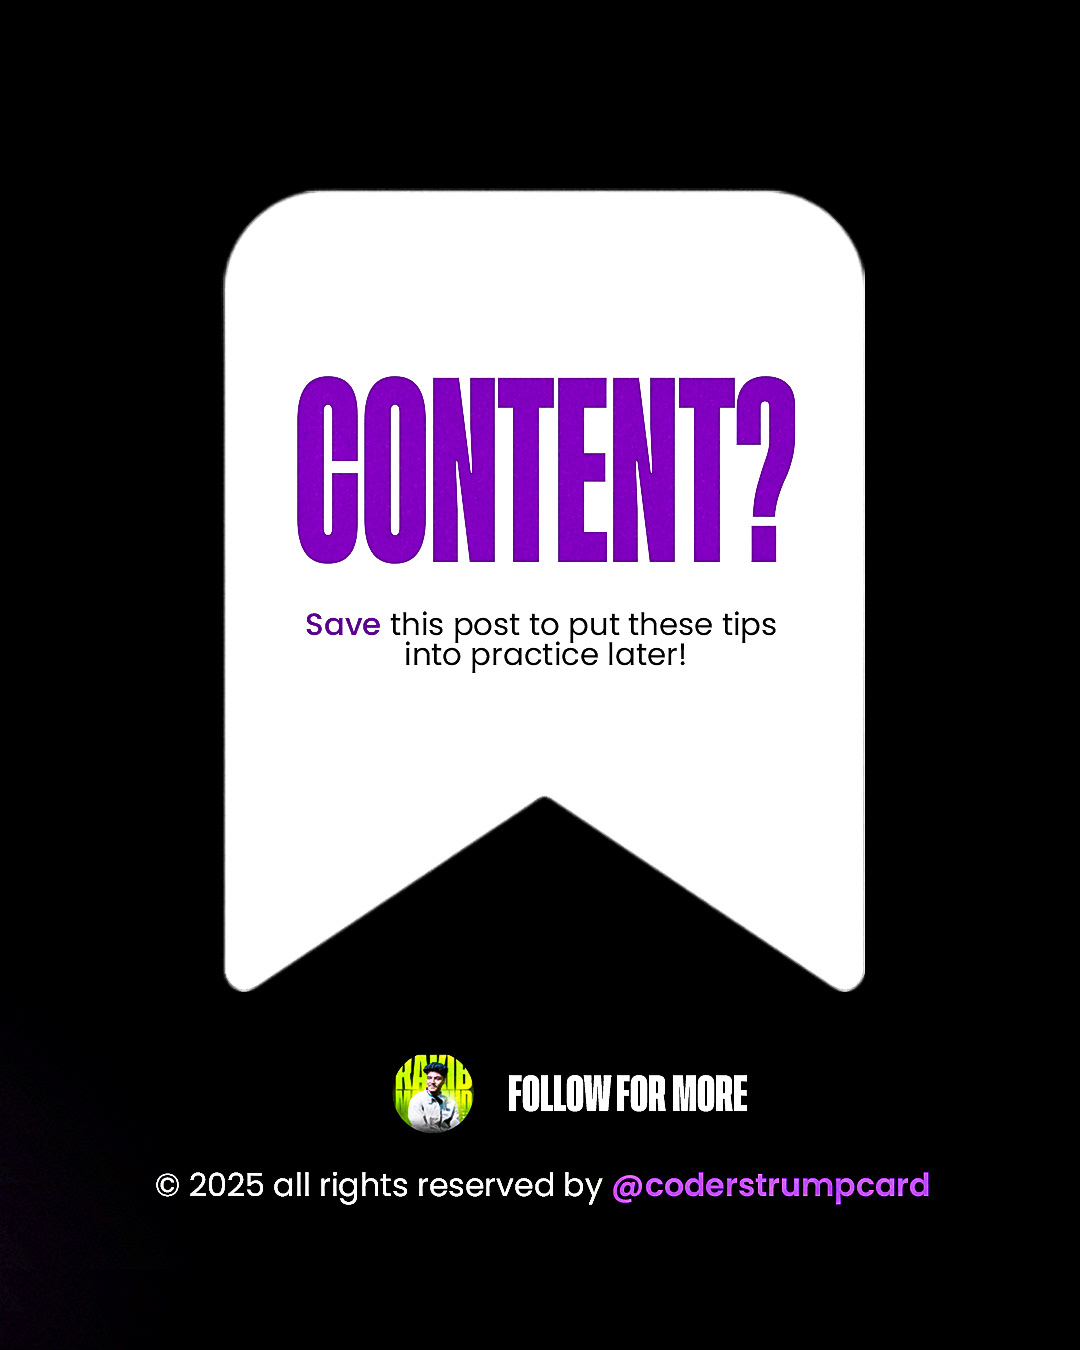 CONTENT?
Save this post to put these tips
into practice later!
FOLLOW FOR MORE
© 2025 all rights reserved by @coderstrumpcard